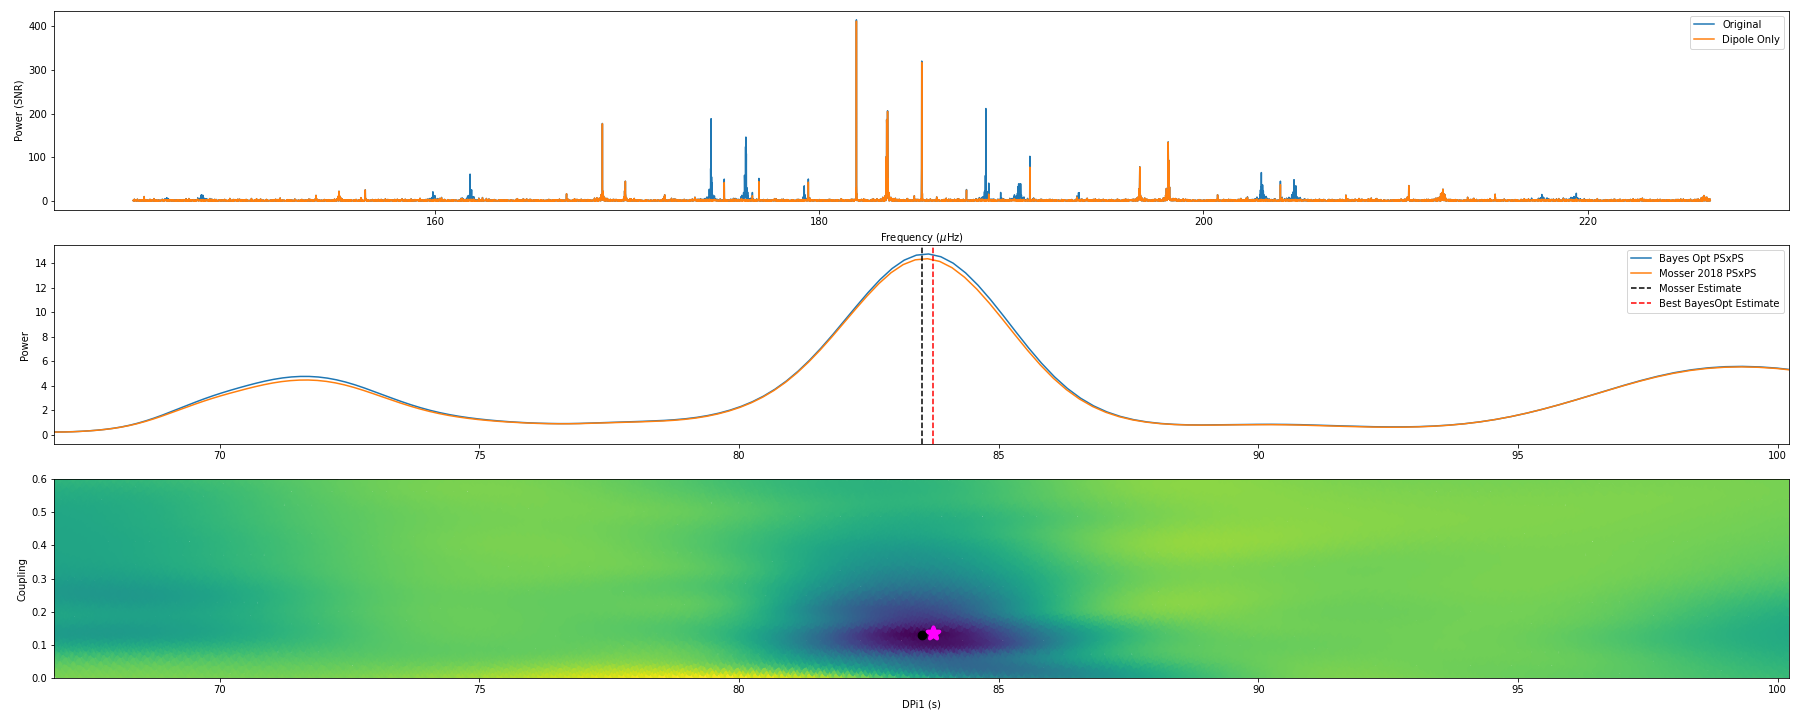 400
300
200
100
0
Power (SNR)
Original
Dipole Only
160 180 200 220
Frequency (μHz)
14
12
10
8
6
4
2
0
Power
Bayes Opt PSxPS
Mosser 2018 PSxPS
Mosser Estimate
Best BayesOpt Estimate
70 75 80 85 90 95 100
0.6
0.5
0.4
0.3
0.2
0.1
0.0
Coupling
70 75 80 85 90 95 100
DPi1 (s)